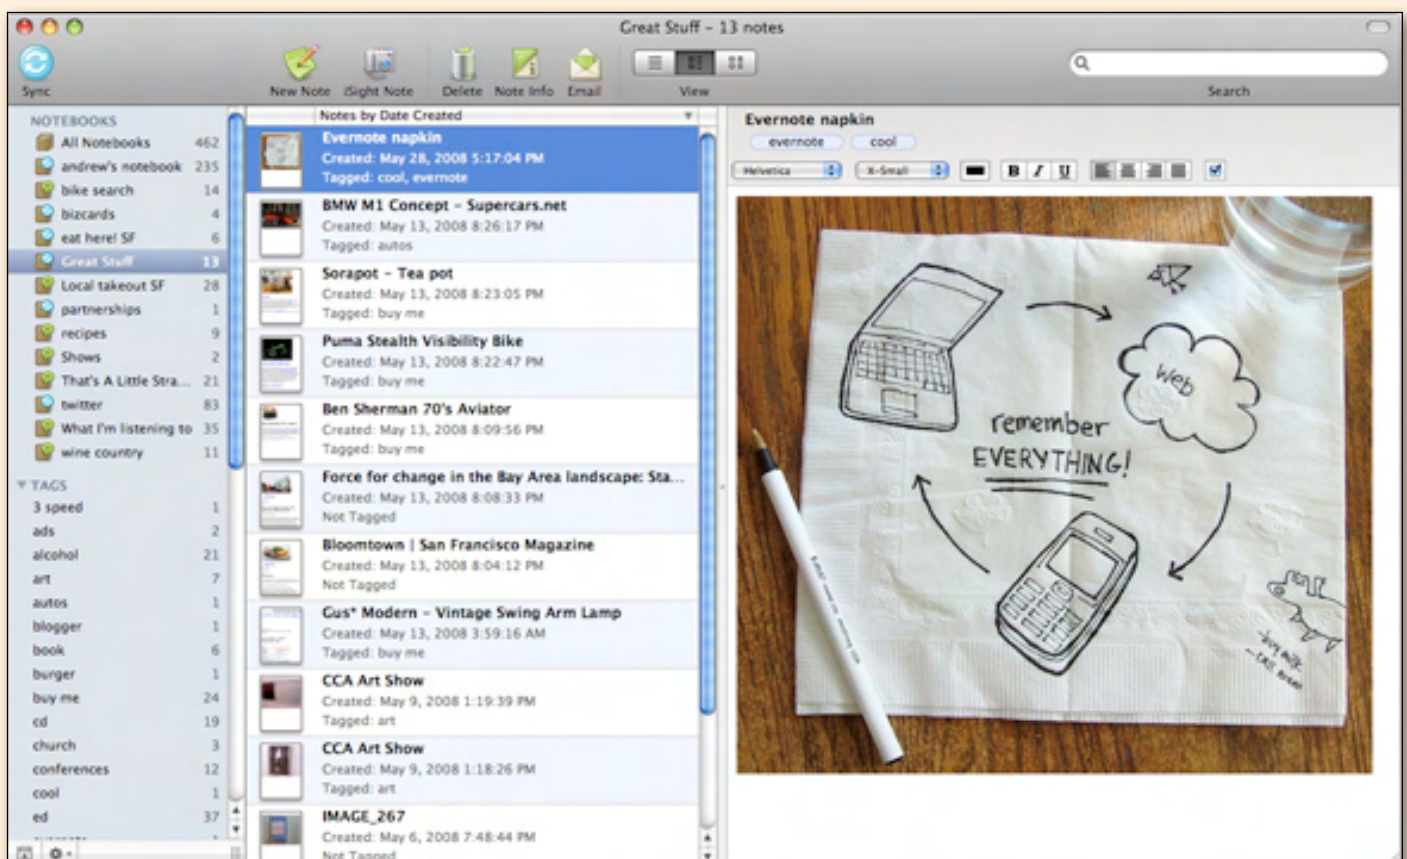 Great Stuff – 13 notes
Sync
New Note
iSight Note
Delete
Note Info
Email
View
Search
NOTEBOOKS
All Notebooks 462
andrew's notebook 235
bike search 14
bizcards 4
eat here! SF 6
Great Stuff 13
Local takeout SF 28
partnerships 1
recipes 9
Shows 2
That's A Little Stra... 21
twitter 83
What I'm listening to 35
wine country 11
TAGS
3 speed 1
ads 2
alcohol 21
art 7
autos 1
blogger 1
book 6
burger 1
buy me 24
cd 19
church 3
conferences 12
cool 1
ed 37
Notes by Date Created
Evernote napkin
Created: May 28, 2008 5:17:04 PM
Tagged: cool, evernote
BMW M1 Concept – Supercars.net
Created: May 13, 2008 8:26:17 PM
Tagged: autos
Sorapot – Tea pot
Created: May 13, 2008 8:23:05 PM
Tagged: buy me
Puma Stealth Visibility Bike
Created: May 13, 2008 8:22:47 PM
Tagged: buy me
Ben Sherman 70's Aviator
Created: May 13, 2008 8:09:56 PM
Tagged: buy me
Force for change in the Bay Area landscape: Sta...
Created: May 13, 2008 8:08:33 PM
Not Tagged
Bloomtown | San Francisco Magazine
Created: May 13, 2008 8:04:12 PM
Not Tagged
Gus* Modern – Vintage Swing Arm Lamp
Created: May 13, 2008 3:59:16 AM
Tagged: buy me
CCA Art Show
Created: May 9, 2008 1:19:39 PM
Tagged: art
CCA Art Show
Created: May 9, 2008 1:18:26 PM
Tagged: art
IMAGE_267
Created: May 6, 2008 7:48:44 PM
Not Tagged
Evernote napkin
evernote cool
Helvetica X-Small B I U
Web
remember
EVERYTHING!
-buy milk